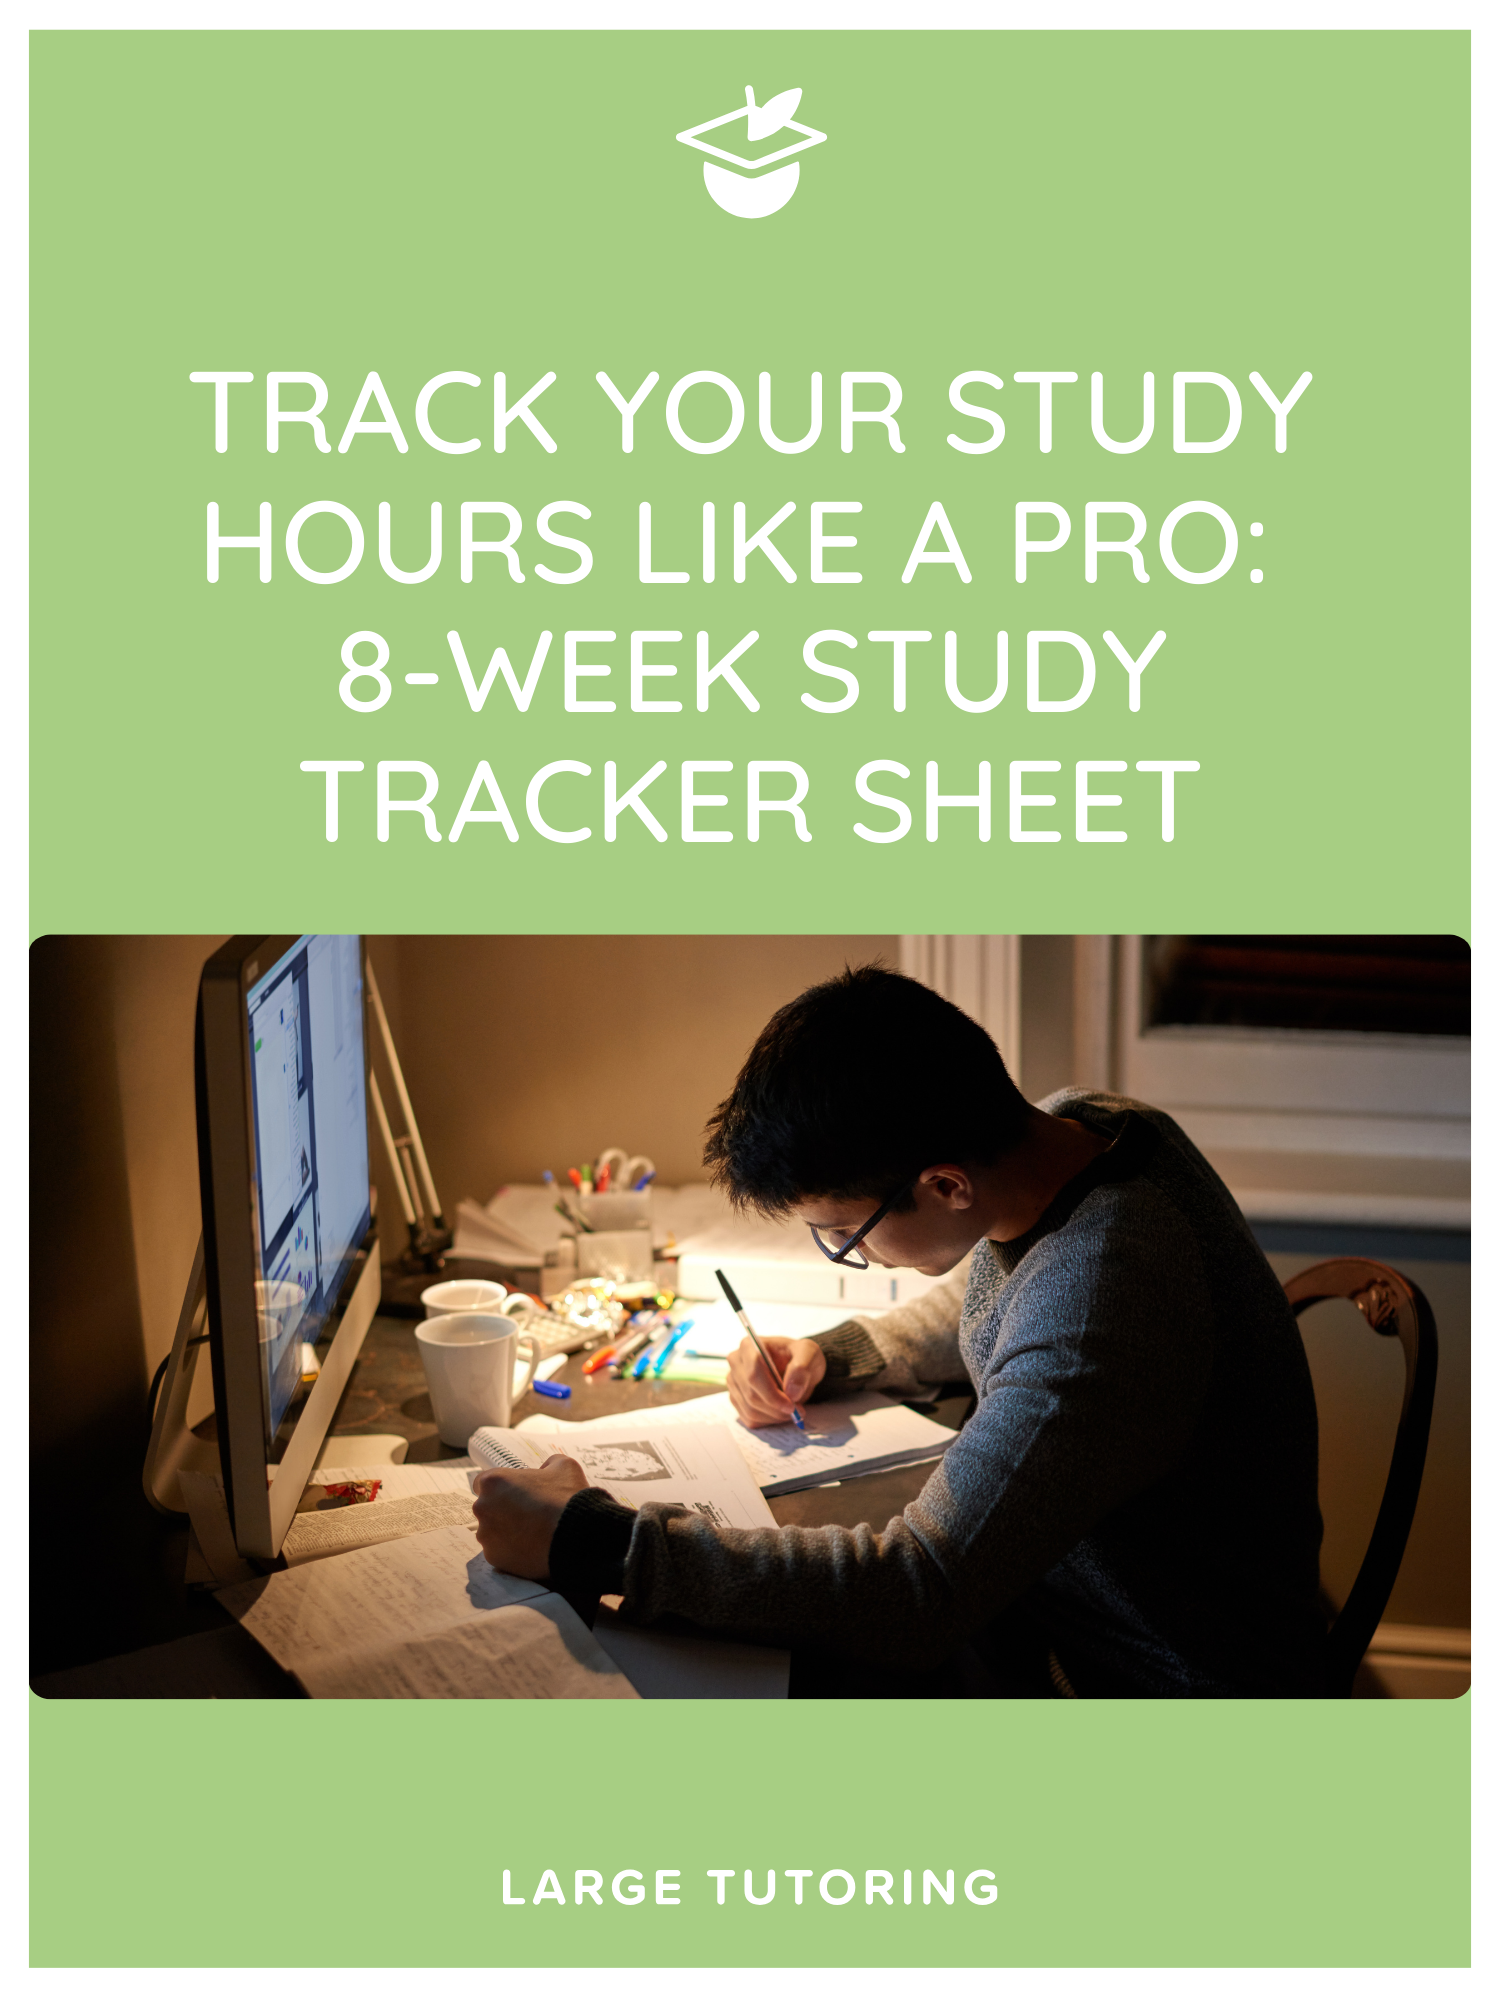 TRACK YOUR STUDY
HOURS LIKE A PRO:
8-WEEK STUDY
TRACKER SHEET
LARGE TUTORING